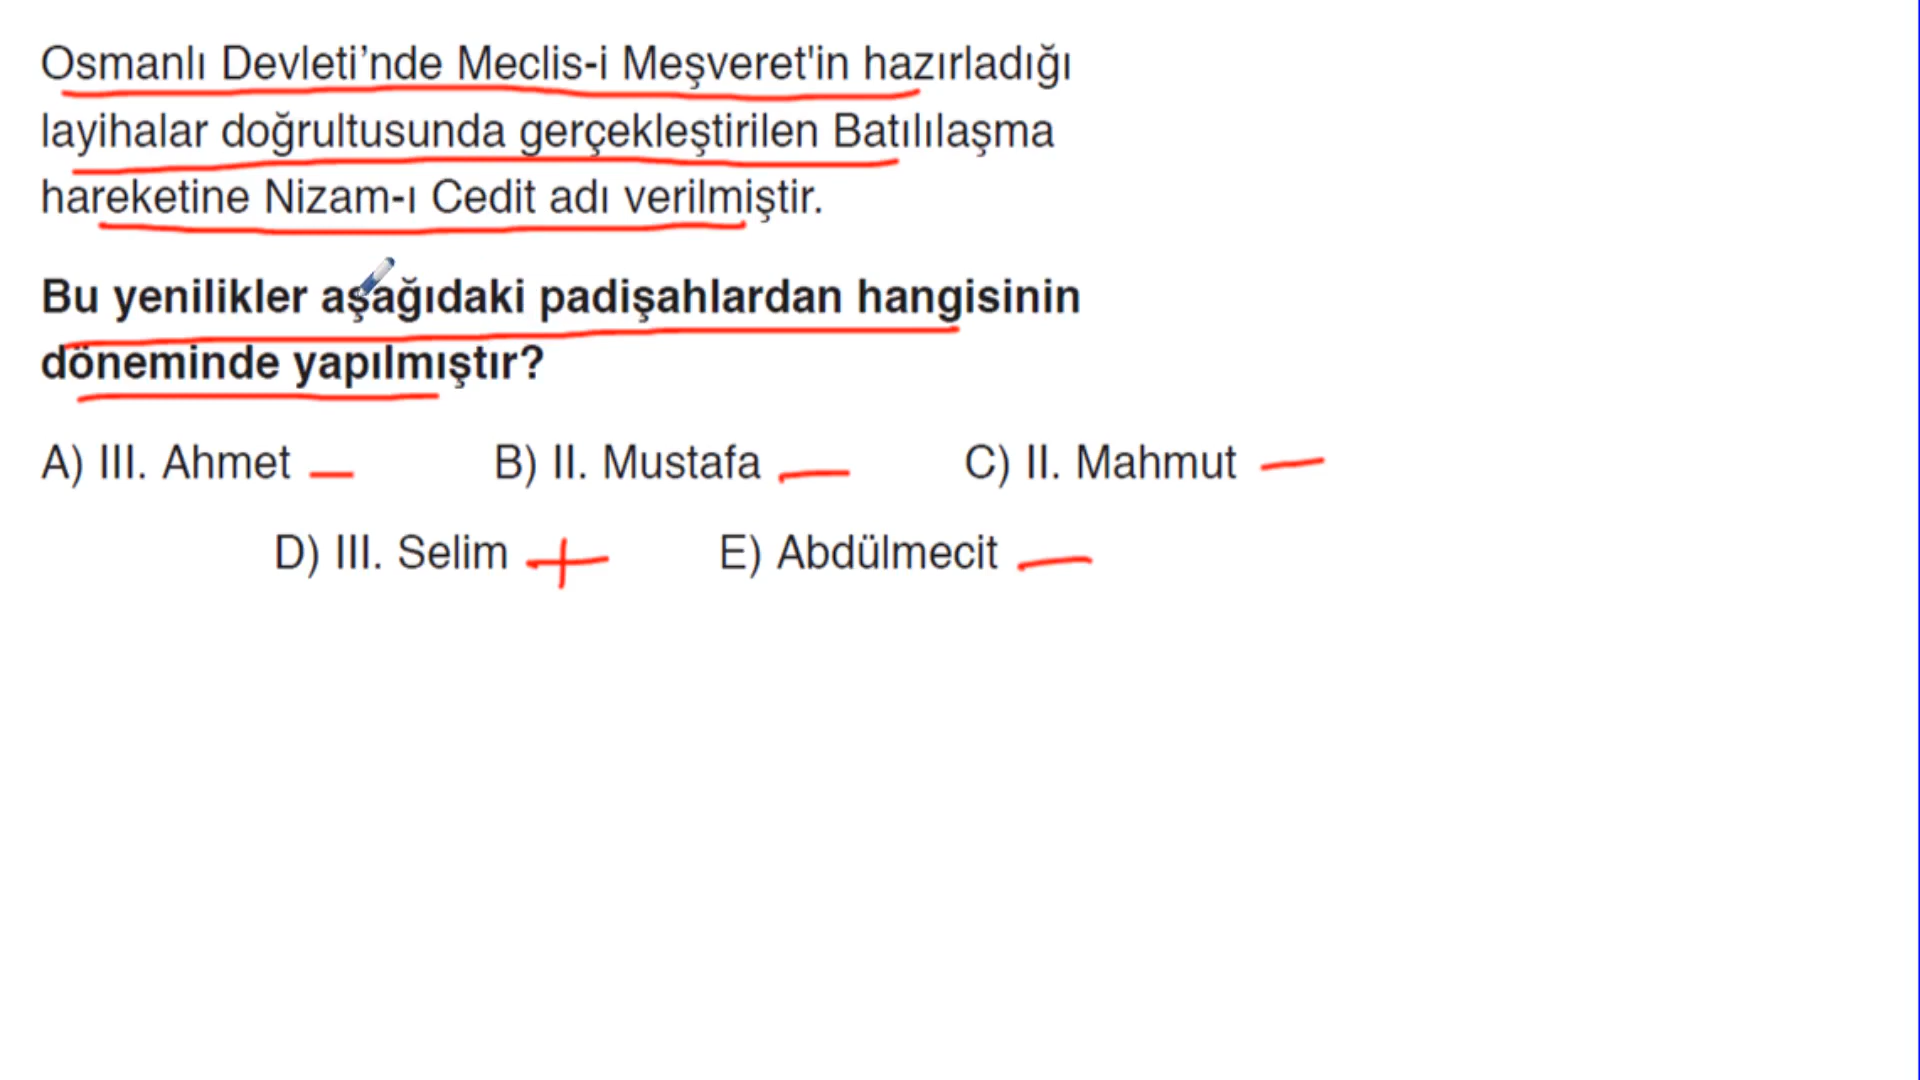 Osmanlı Devleti’nde Meclis-i Meşveret'in hazırladığı
layihalar doğrultusunda gerçekleştirilen Batılılaşma
hareketine Nizam-ı Cedit adı verilmiştir.
Bu yenilikler aşağıdaki padişahlardan hangisinin
döneminde yapılmıştır?
A) III. Ahmet B) II. Mustafa C) II. Mahmut
D) III. Selim E) Abdülmecit